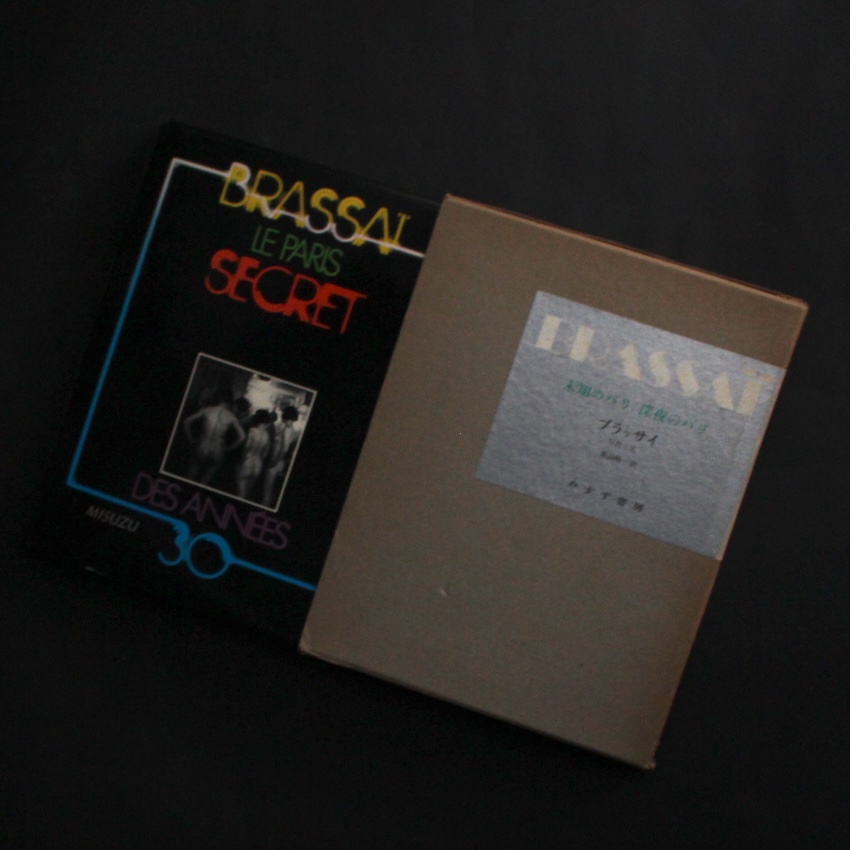 BRASSAÏ
LE PARIS
SECRET
DES ANNÉES
30
MISUZU
BRASSAÏ
未知のパリ 深夜のパリ
ブラッサイ
みすず書房